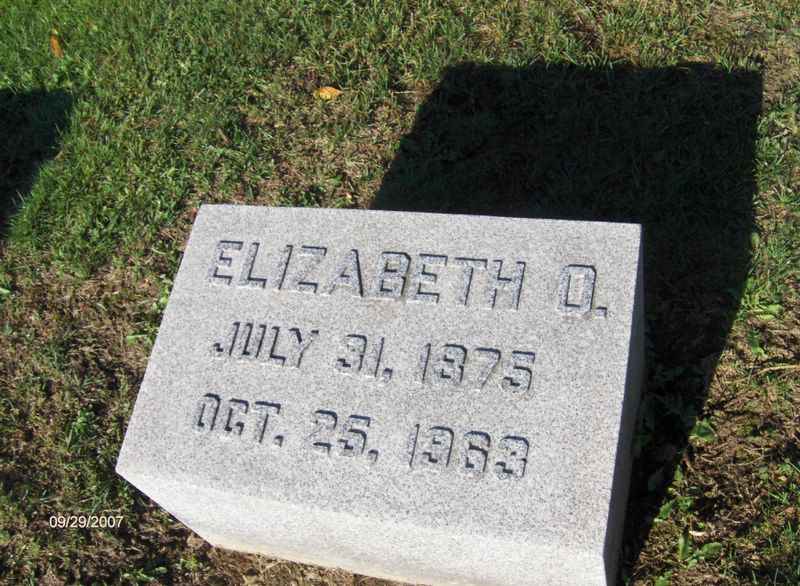 ELIZABETH O.
JULY 31, 1875
OCT. 25, 1963
09/29/2007